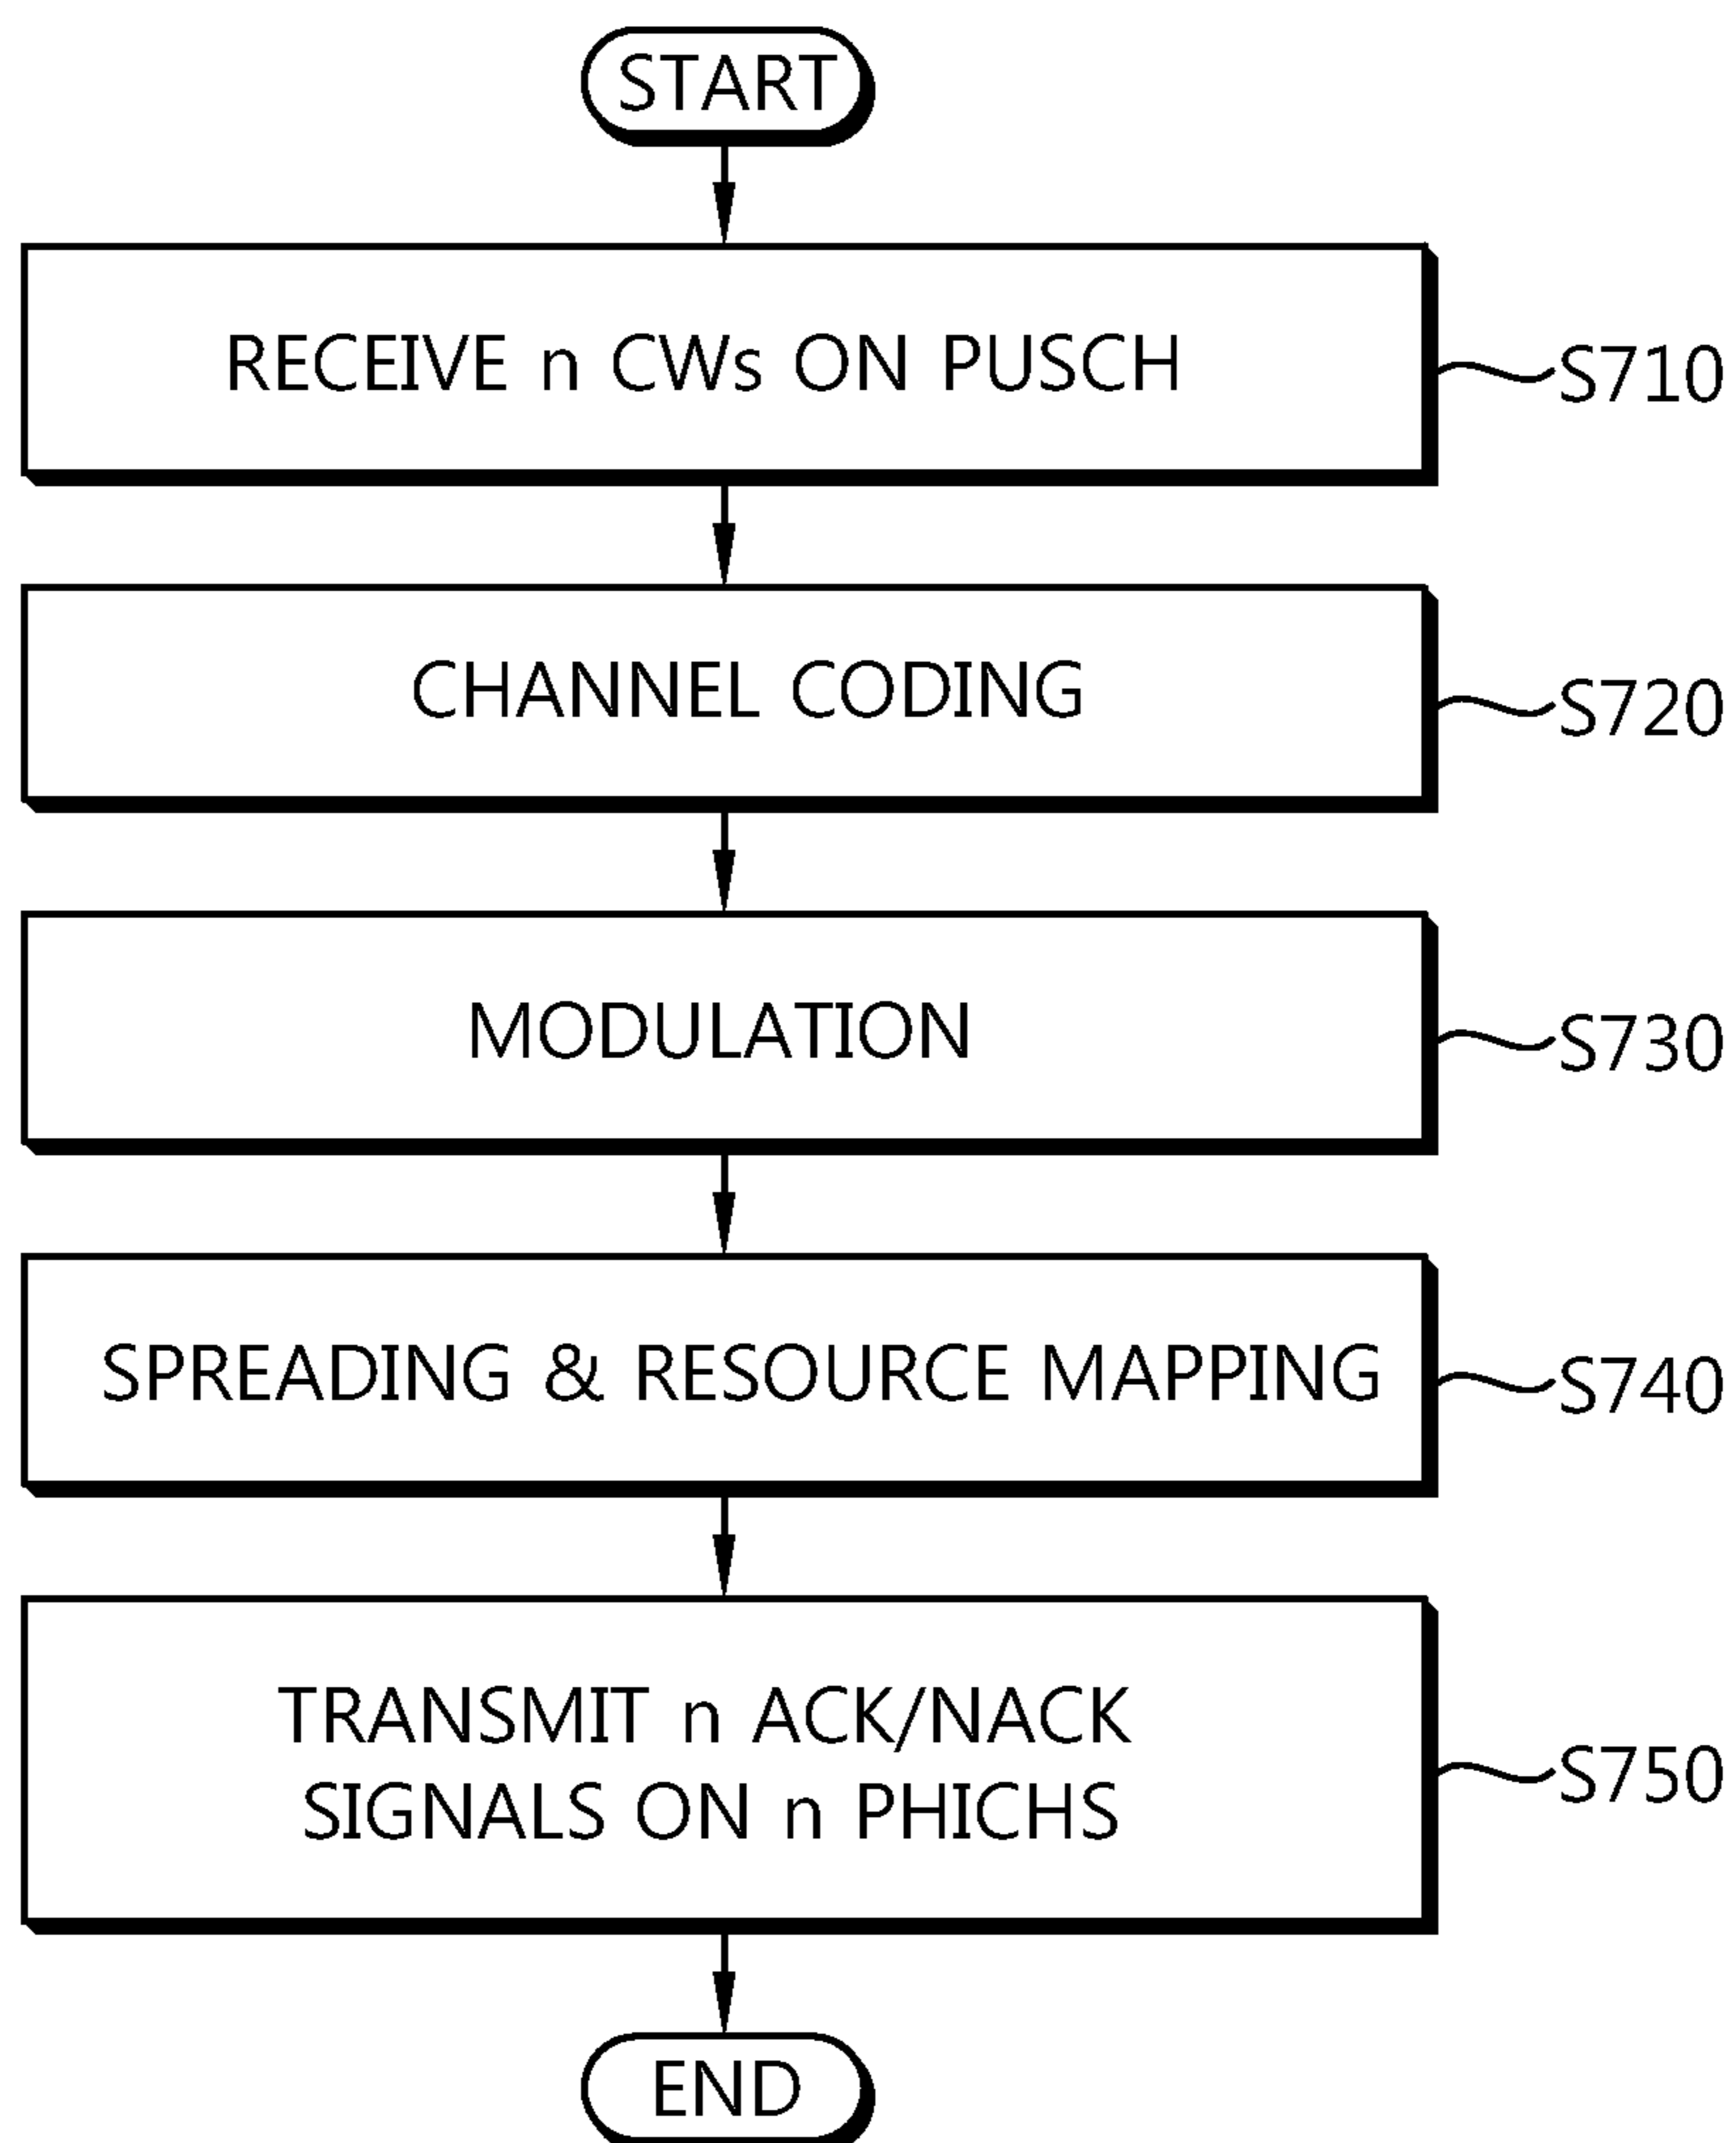 START
RECEIVE n CWs ON PUSCH
S710
CHANNEL CODING
S720
MODULATION
S730
SPREADING & RESOURCE MAPPING
S740
TRANSMIT n ACK/NACK
SIGNALS ON n PHICHS
S750
END